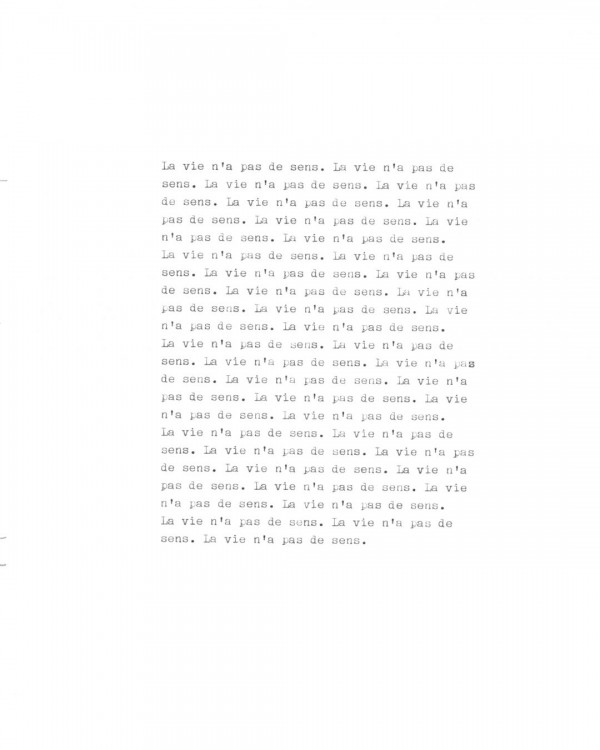 La vie n'a pas de sens. La vie n'a pas de
sens. La vie n'a pas de sens. La vie n'a pas
de sens. La vie n'a pas de sens. La vie n'a
pas de sens. La vie n'a pas de sens. La vie
n'a pas de sens. La vie n'a pas de sens.
La vie n'a pas de sens. La vie n'a pas de
sens. La vie n'a pas de sens. La vie n'a pas
de sens. La vie n'a pas de sens. La vie n'a
pas de sens. La vie n'a pas de sens. La vie
n'a pas de sens. La vie n'a pas de sens.
La vie n'a pas de sens. La vie n'a pas de
sens. La vie n'a pas de sens. La vie n'a pas
de sens. La vie n'a pas de sens. La vie n'a
pas de sens. La vie n'a pas de sens. La vie
n'a pas de sens. La vie n'a pas de sens.
La vie n'a pas de sens. La vie n'a pas de
sens. La vie n'a pas de sens. La vie n'a pas
de sens. La vie n'a pas de sens. La vie n'a
pas de sens. La vie n'a pas de sens. La vie
n'a pas de sens. La vie n'a pas de sens.
La vie n'a pas de sens. La vie n'a pas de
sens. La vie n'a pas de sens.